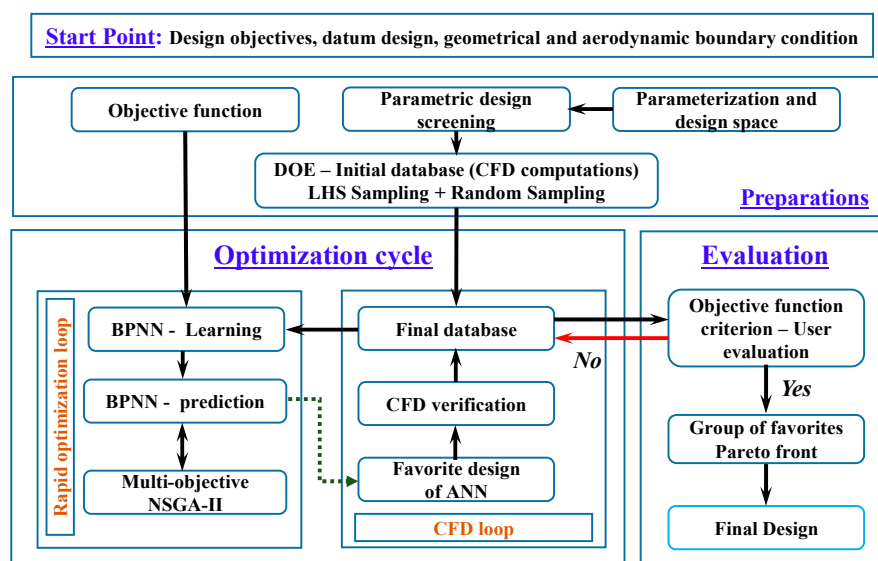 Start Point: Design objectives, datum design, geometrical and aerodynamic boundary condition
Objective function
Parametric design
screening
Parameterization and
design space
DOE – Initial database (CFD computations)
LHS Sampling + Random Sampling
Preparations
Optimization cycle
Rapid optimization loop
BPNN - Learning
BPNN - prediction
Multi-objective
NSGA-II
Final database
CFD verification
Favorite design
of ANN
CFD loop
Evaluation
Objective function
criterion – User
evaluation
No
Yes
Group of favorites
Pareto front
Final Design